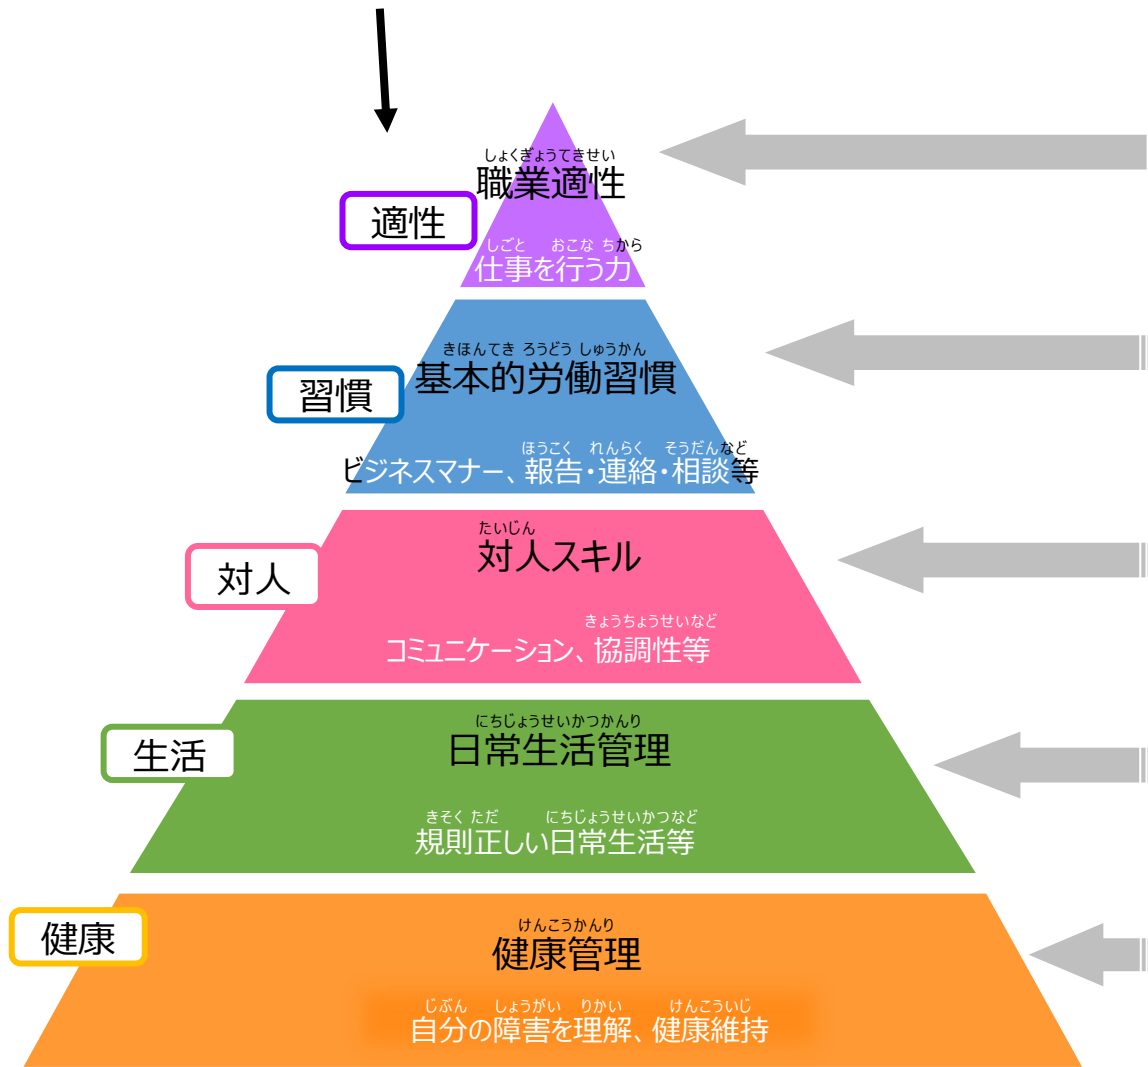 しょくぎょうてきせい
職業適性
適性
しごと おこな ちから
仕事を行う力
きほんてき ろうどう しゅうかん
基本的労働習慣
習慣
ほうこく れんらく そうだんなど
ビジネスマナー、報告・連絡・相談等
たいじん
対人スキル
対人
きょうちょうせいなど
コミュニケーション、協調性等
にちじょうせいかつかんり
日常生活管理
生活
きそく ただ にちじょうせいかつなど
規則正しい日常生活等
けんこうかんり
健康管理
健康
じぶん しょうがい りかい けんこういじ
自分の障害を理解、健康維持